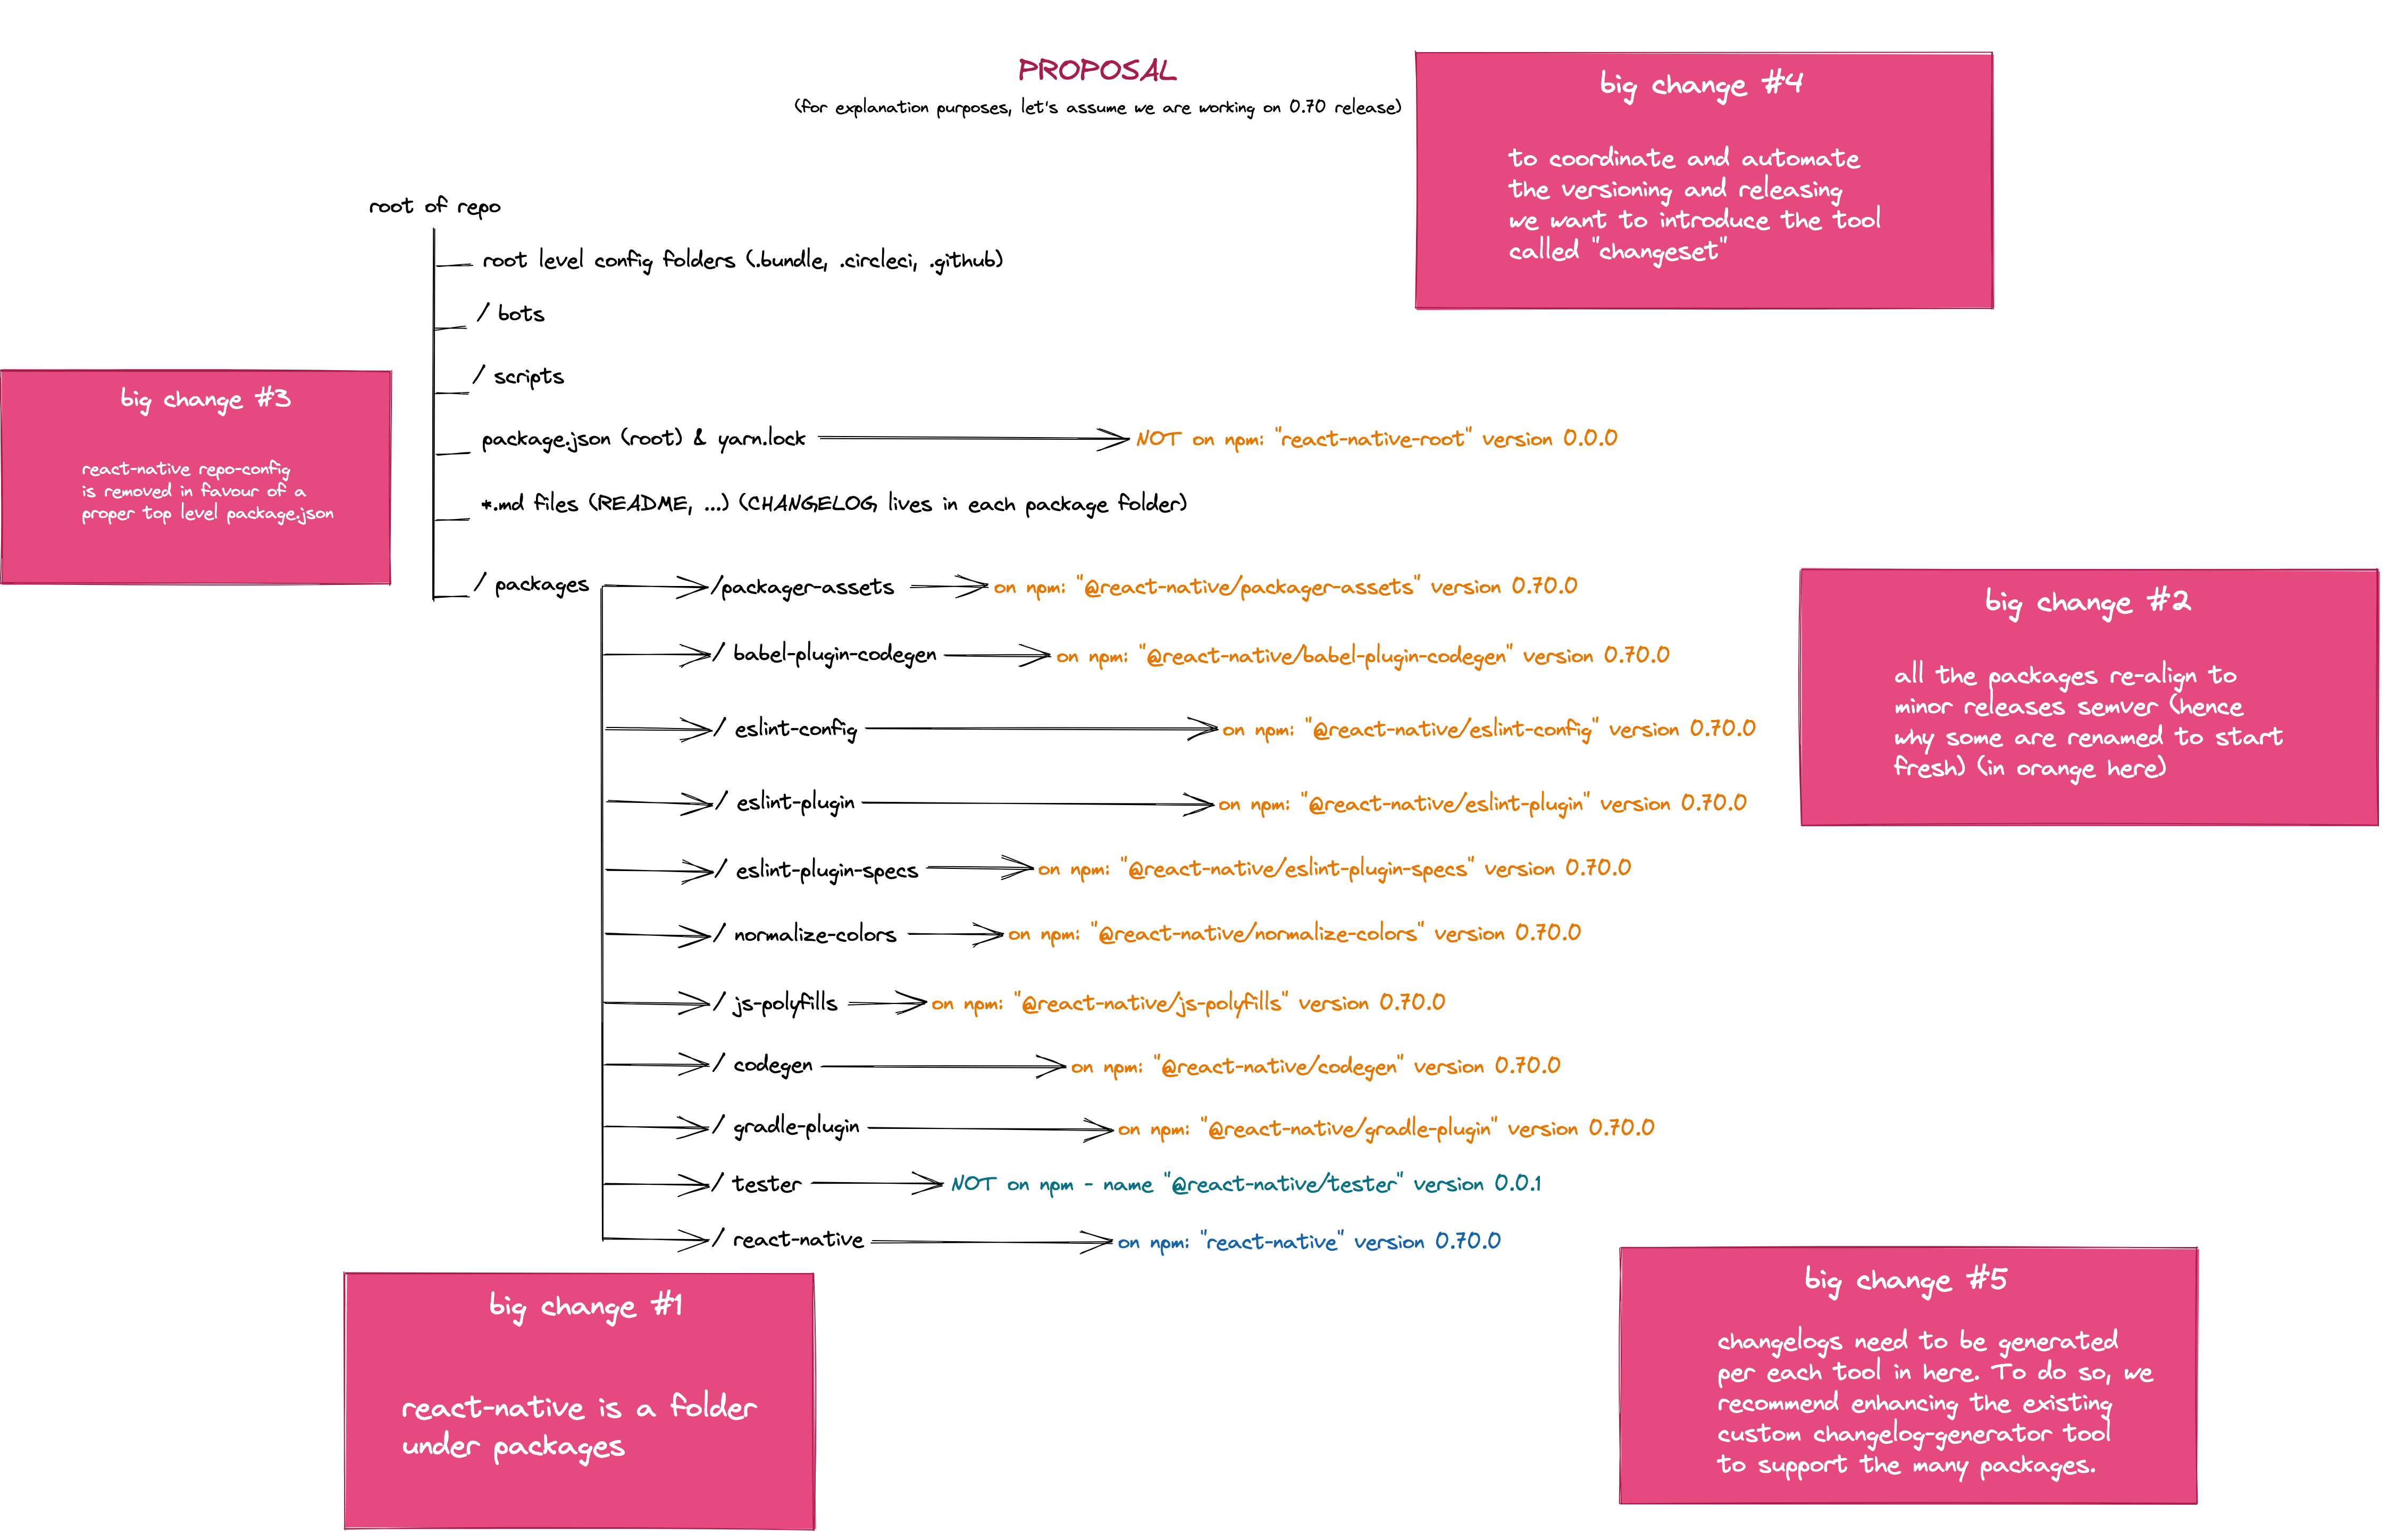 PROPOSAL
(for explanation purposes, let's assume we are working on 0.70 release)
big change #4
to coordinate and automate
the versioning and releasing
we want to introduce the tool
called "changeset"
root of repo
root level config folders (.bundle, .circleci, .github)
/ bots
/ scripts
package.json (root) & yarn.lock
NOT on npm: "react-native-root" version 0.0.0
*.md files (README, ...) (CHANGELOG lives in each package folder)
big change #3
react-native repo-config
is removed in favour of a
proper top level package.json
/ packages
/packager-assets
on npm: "@react-native/packager-assets" version 0.70.0
/ babel-plugin-codegen
on npm: "@react-native/babel-plugin-codegen" version 0.70.0
/ eslint-config
on npm: "@react-native/eslint-config" version 0.70.0
/ eslint-plugin
on npm: "@react-native/eslint-plugin" version 0.70.0
/ eslint-plugin-specs
on npm: "@react-native/eslint-plugin-specs" version 0.70.0
/ normalize-colors
on npm: "@react-native/normalize-colors" version 0.70.0
/ js-polyfills
on npm: "@react-native/js-polyfills" version 0.70.0
/ codegen
on npm: "@react-native/codegen" version 0.70.0
/ gradle-plugin
on npm: "@react-native/gradle-plugin" version 0.70.0
/ tester
NOT on npm - name "@react-native/tester" version 0.0.1
/ react-native
on npm: "react-native" version 0.70.0
big change #2
all the packages re-align to
minor releases semver (hence
why some are renamed to start
fresh) (in orange here)
big change #1
react-native is a folder
under packages
big change #5
changelogs need to be generated
per each tool in here. To do so, we
recommend enhancing the existing
custom changelog-generator tool
to support the many packages.